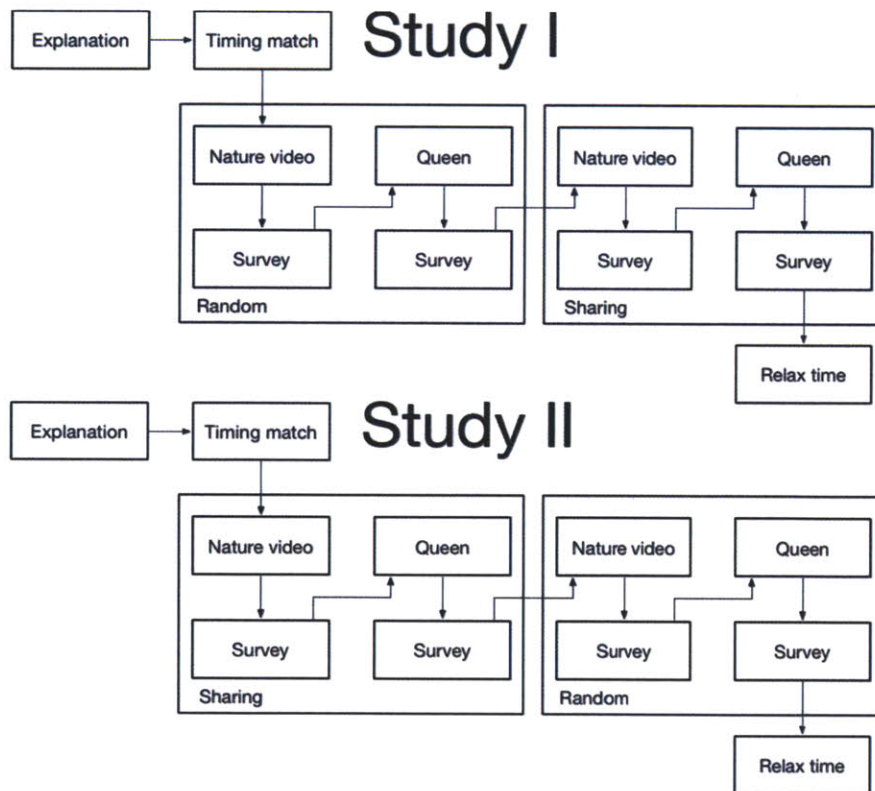 Explanation
Timing match
Study I
Nature video
Queen
Survey
Survey
Random
Nature video
Queen
Survey
Survey
Sharing
Relax time
Explanation
Timing match
Study II
Nature video
Queen
Survey
Survey
Sharing
Nature video
Queen
Survey
Survey
Random
Relax time